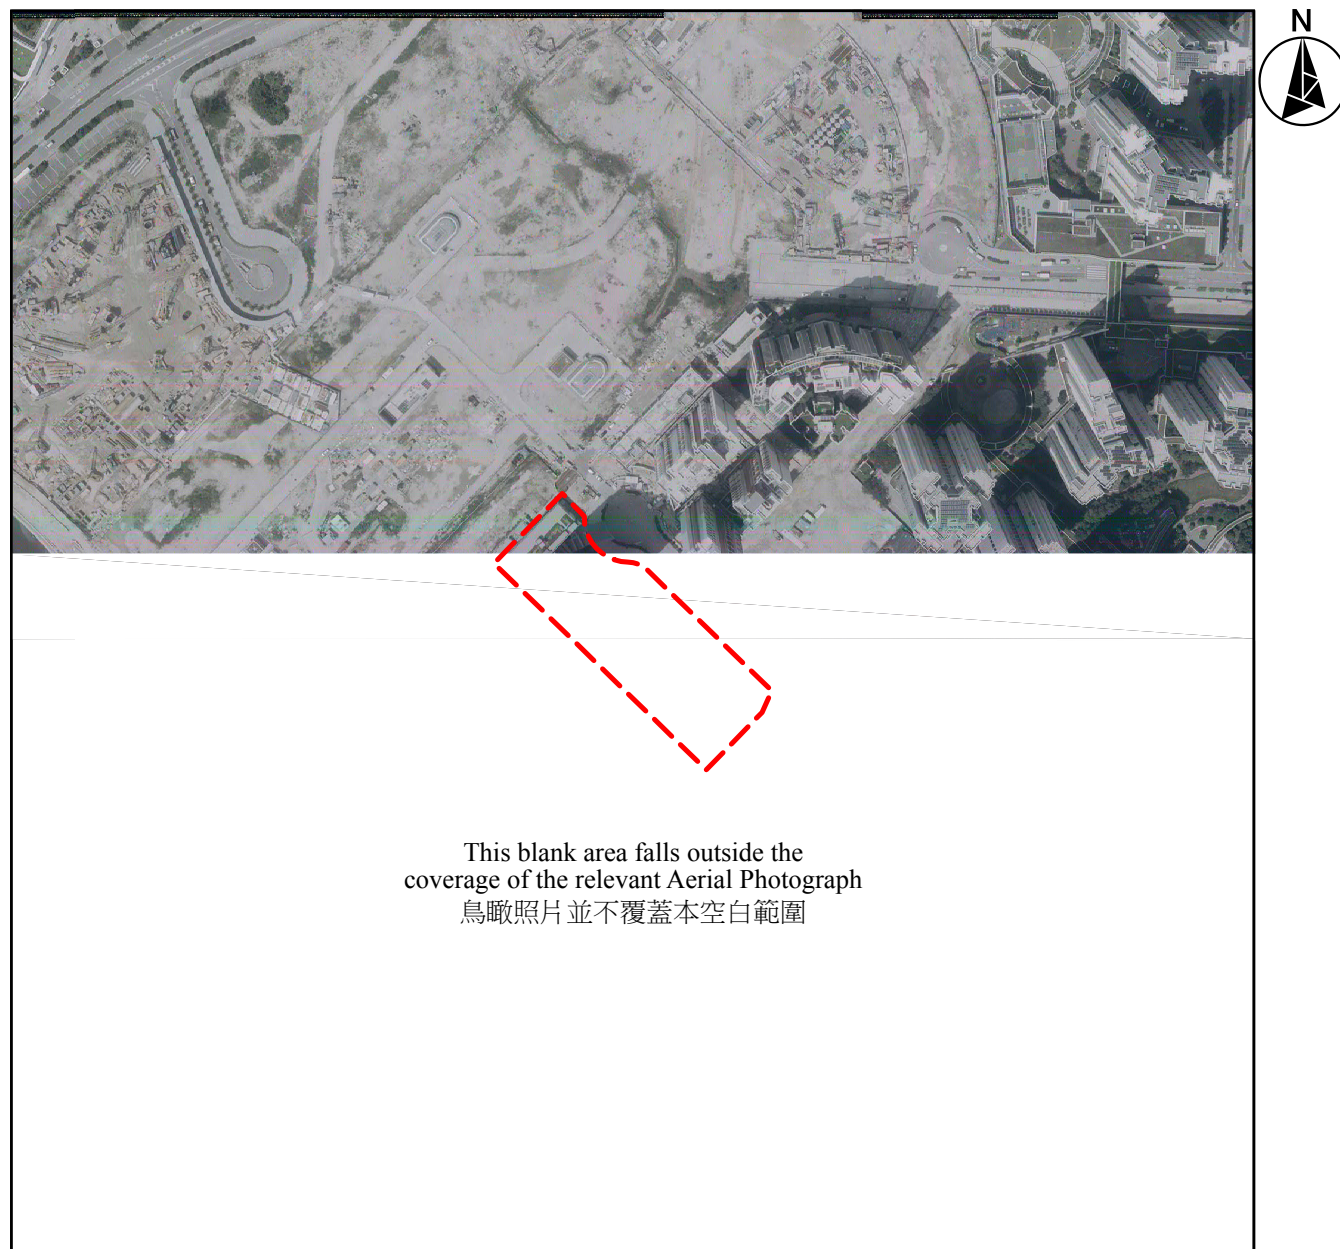 N
This blank area falls outside the
coverage of the relevant Aerial Photograph
鳥瞰照片並不覆蓋本空白範圍